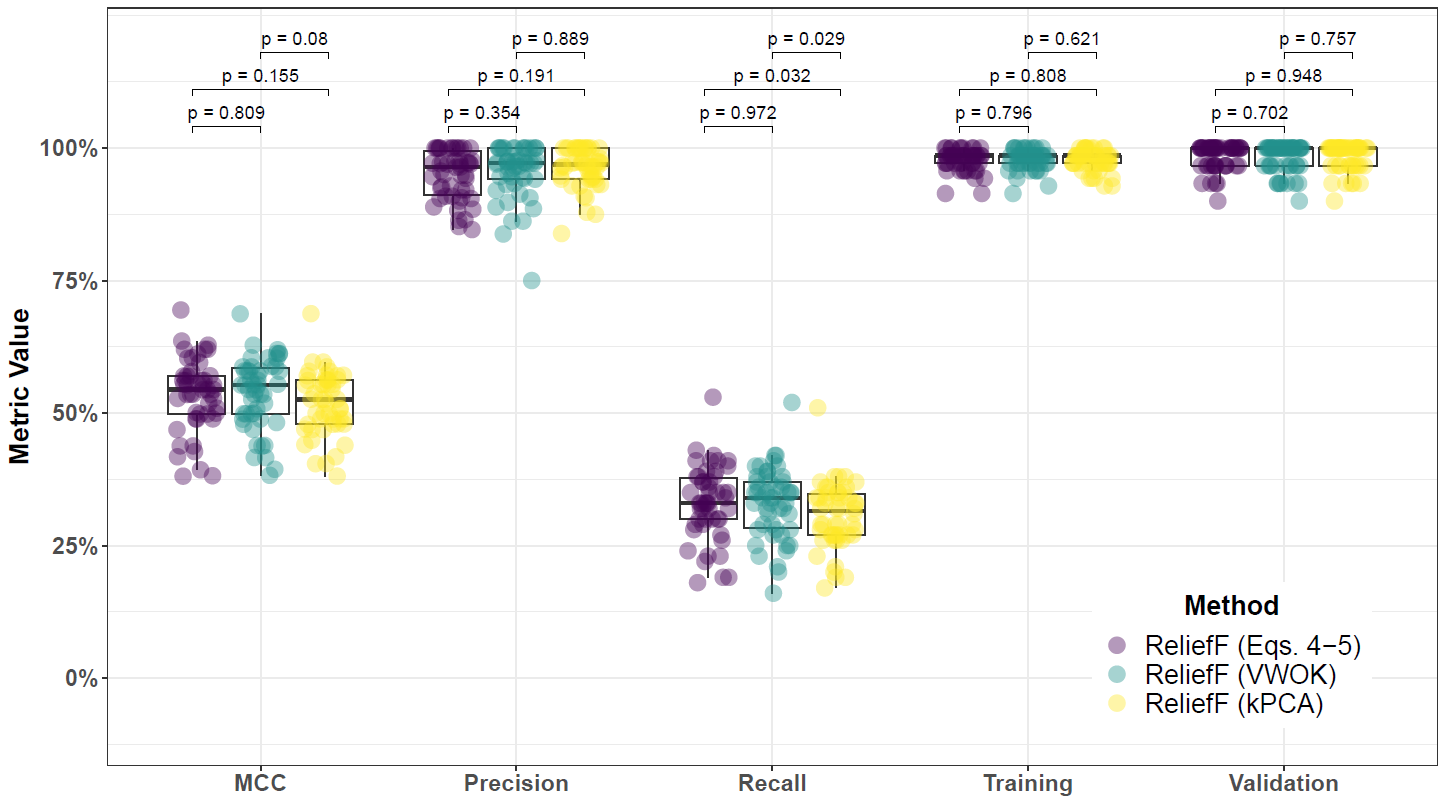 p = 0.08
p = 0.889
p = 0.029
p = 0.621
p = 0.757
p = 0.155
p = 0.191
p = 0.032
p = 0.808
p = 0.948
p = 0.809
p = 0.354
p = 0.972
p = 0.796
p = 0.702
100%
75%
50%
25%
0%
Metric Value
Method
ReliefF (Eqs. 4−5)
ReliefF (VWOK)
ReliefF (kPCA)
MCC
Precision
Recall
Training
Validation